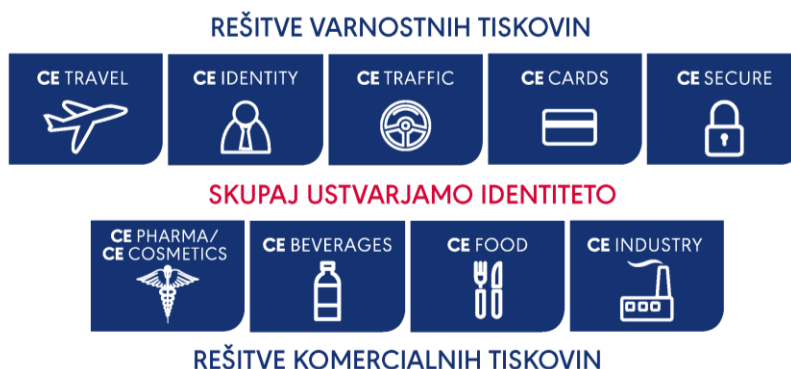 REŠITVE VARNOSTNIH TISKOVIN
CE TRAVEL
CE IDENTITY
CE TRAFFIC
CE CARDS
CE SECURE
SKUPAJ USTVARJAMO IDENTITETO
CE PHARMA/
CE COSMETICS
CE BEVERAGES
CE FOOD
CE INDUSTRY
REŠITVE KOMERCIALNIH TISKOVIN